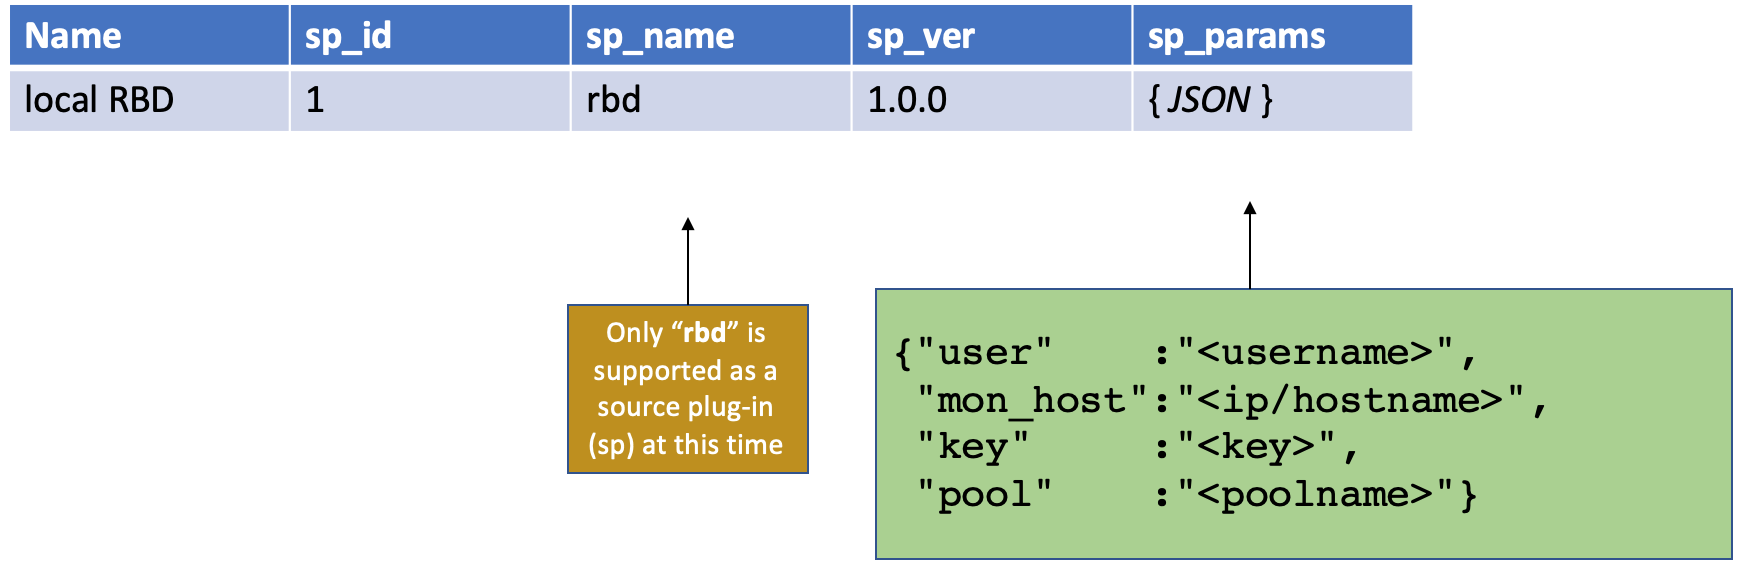 Name sp_id sp_name sp_ver sp_params
local RBD 1 rbd 1.0.0 { JSON }
Only “rbd” is
supported as a
source plug-in
(sp) at this time
{"user"    :"<username>",
 "mon_host":"<ip/hostname>",
 "key"     :"<key>",
 "pool"    :"<poolname>"}